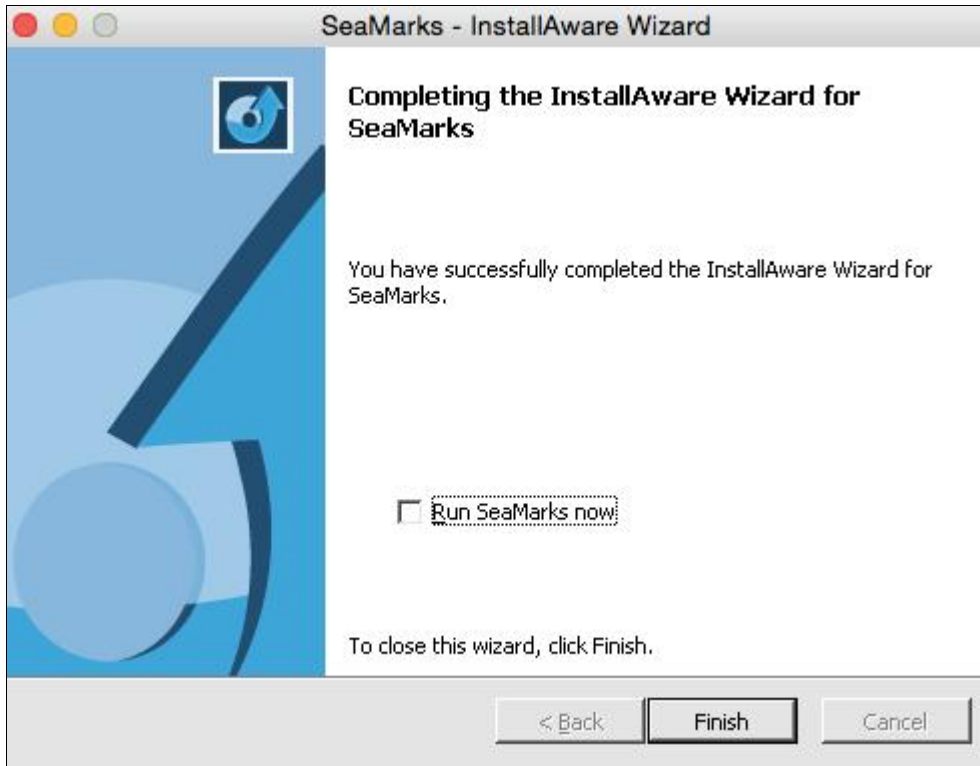 SeaMarks - InstallAware Wizard
Completing the InstallAware Wizard for
SeaMarks
You have successfully completed the InstallAware Wizard for
SeaMarks.
Run SeaMarks now
To close this wizard, click Finish.
< Back Finish Cancel